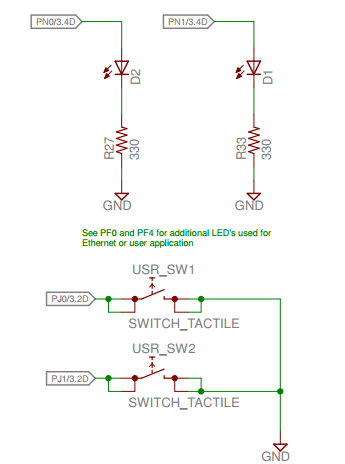 PN0/3.4D
PN1/3.4D
D2
D1
R27
330
R33
330
GND
GND
See PF0 and PF4 for additional LED's used for
Ethernet or user application
USR_SW1
PJ0/3.2D
SWITCH_TACTILE
USR_SW2
PJ1/3.2D
SWITCH_TACTILE
GND